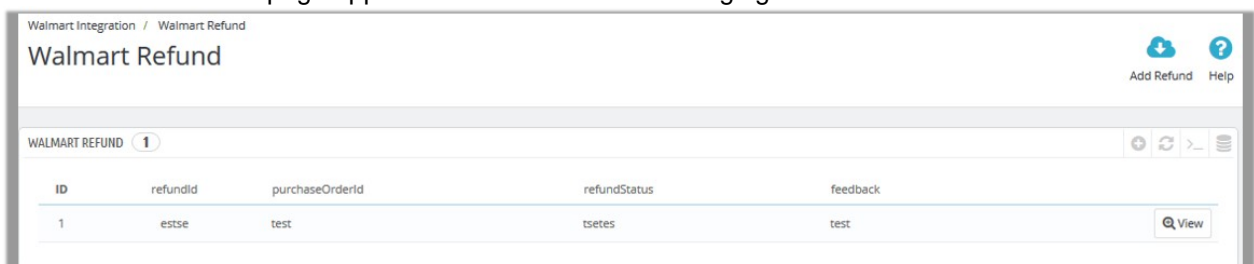 Walmart Integration / Walmart Refund
Walmart Refund
Add Refund Help
WALMART REFUND 1
ID refundId purchaseOrderId refundStatus feedback
1 estse test tsetes test View